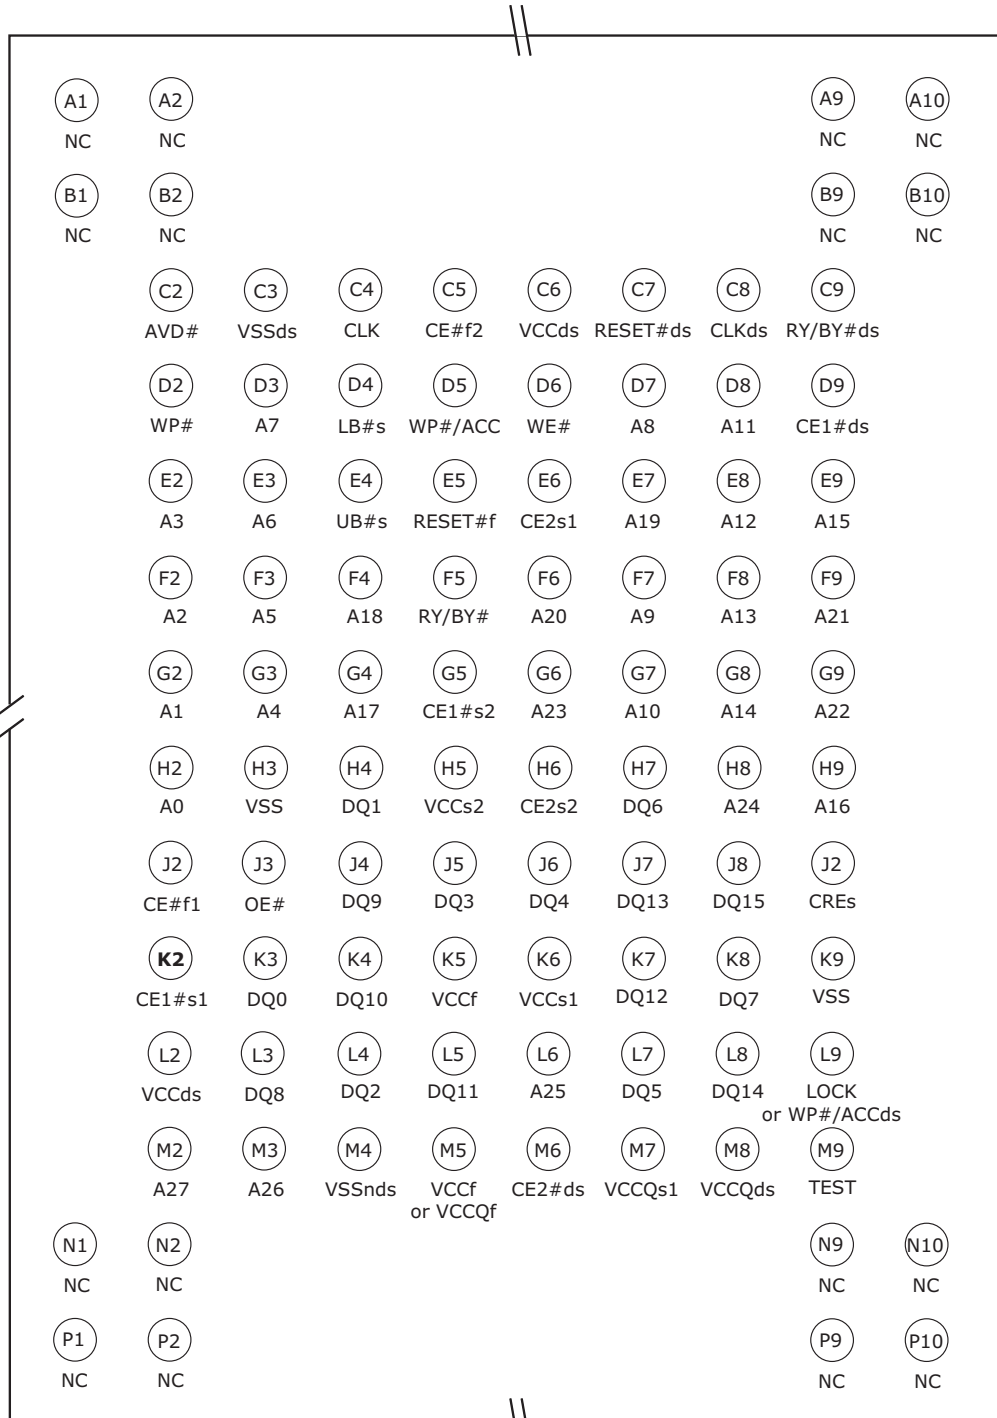 A1 A2 A9 A10
NC NC NC NC
B1 B2 B9 B10
NC NC NC NC
C2 C3 C4 C5 C6 C7 C8 C9
AVD# VSSds CLK CE#f2 VCCds RESET#ds CLKds RY/BY#ds
D2 D3 D4 D5 D6 D7 D8 D9
WP# A7 LB#s WP#/ACC WE# A8 A11 CE1#ds
E2 E3 E4 E5 E6 E7 E8 E9
A3 A6 UB#s RESET#f CE2s1 A19 A12 A15
F2 F3 F4 F5 F6 F7 F8 F9
A2 A5 A18 RY/BY# A20 A9 A13 A21
G2 G3 G4 G5 G6 G7 G8 G9
A1 A4 A17 CE1#s2 A23 A10 A14 A22
H2 H3 H4 H5 H6 H7 H8 H9
A0 VSS DQ1 VCCs2 CE2s2 DQ6 A24 A16
J2 J3 J4 J5 J6 J7 J8 J2
CE#f1 OE# DQ9 DQ3 DQ4 DQ13 DQ15 CREs
K2 K3 K4 K5 K6 K7 K8 K9
CE1#s1 DQ0 DQ10 VCCf VCCs1 DQ12 DQ7 VSS
L2 L3 L4 L5 L6 L7 L8 L9
VCCds DQ8 DQ2 DQ11 A25 DQ5 DQ14 LOCK
or WP#/ACCds
M2 M3 M4 M5 M6 M7 M8 M9
A27 A26 VSSnds VCCf CE2#ds VCCQs1 VCCQds TEST
or VCCQf
N1 N2 N9 N10
NC NC NC NC
P1 P2 P9 P10
NC NC NC NC